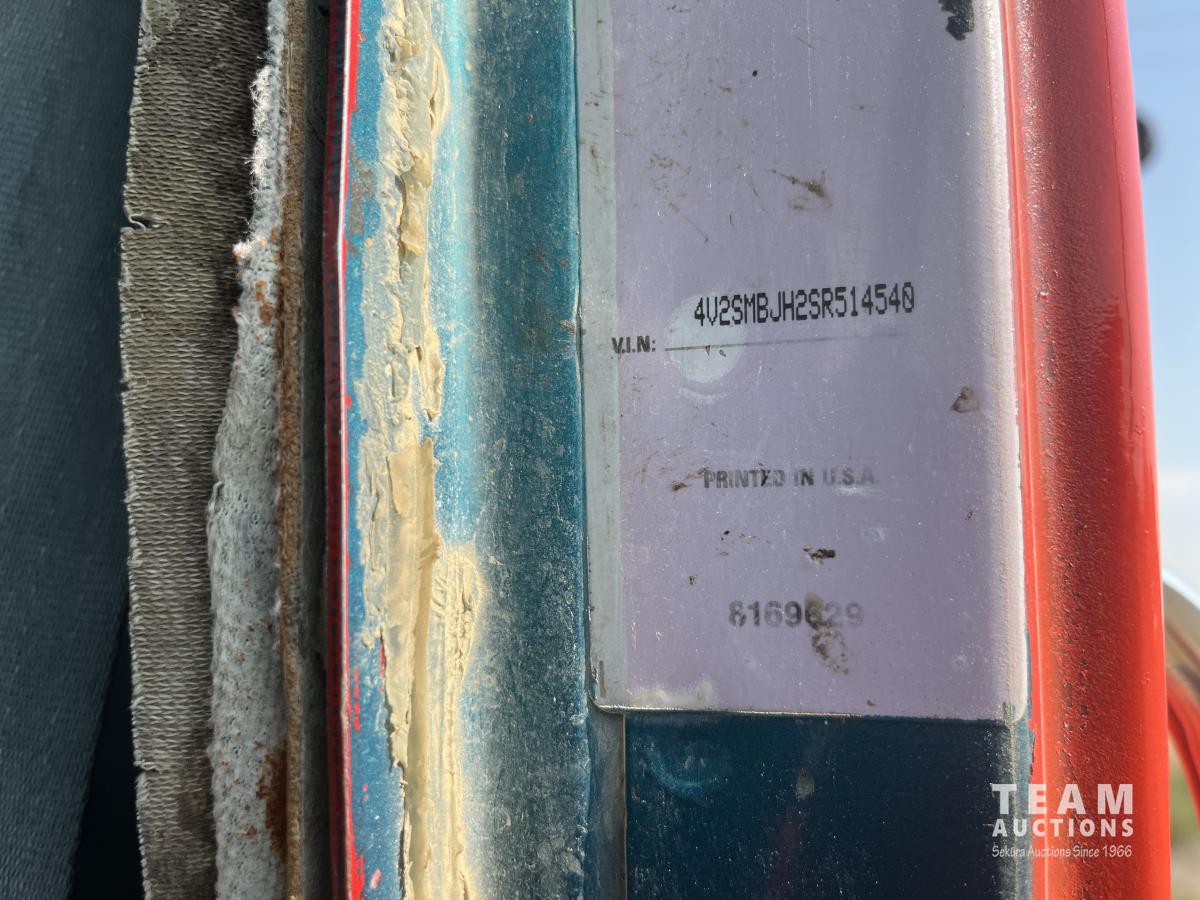 4V2SMBJH2SR514540
V.I.N:
PRINTED IN U.S.A.
8169629
TEAM
AUCTIONS
Sekura Auctions Since 1966